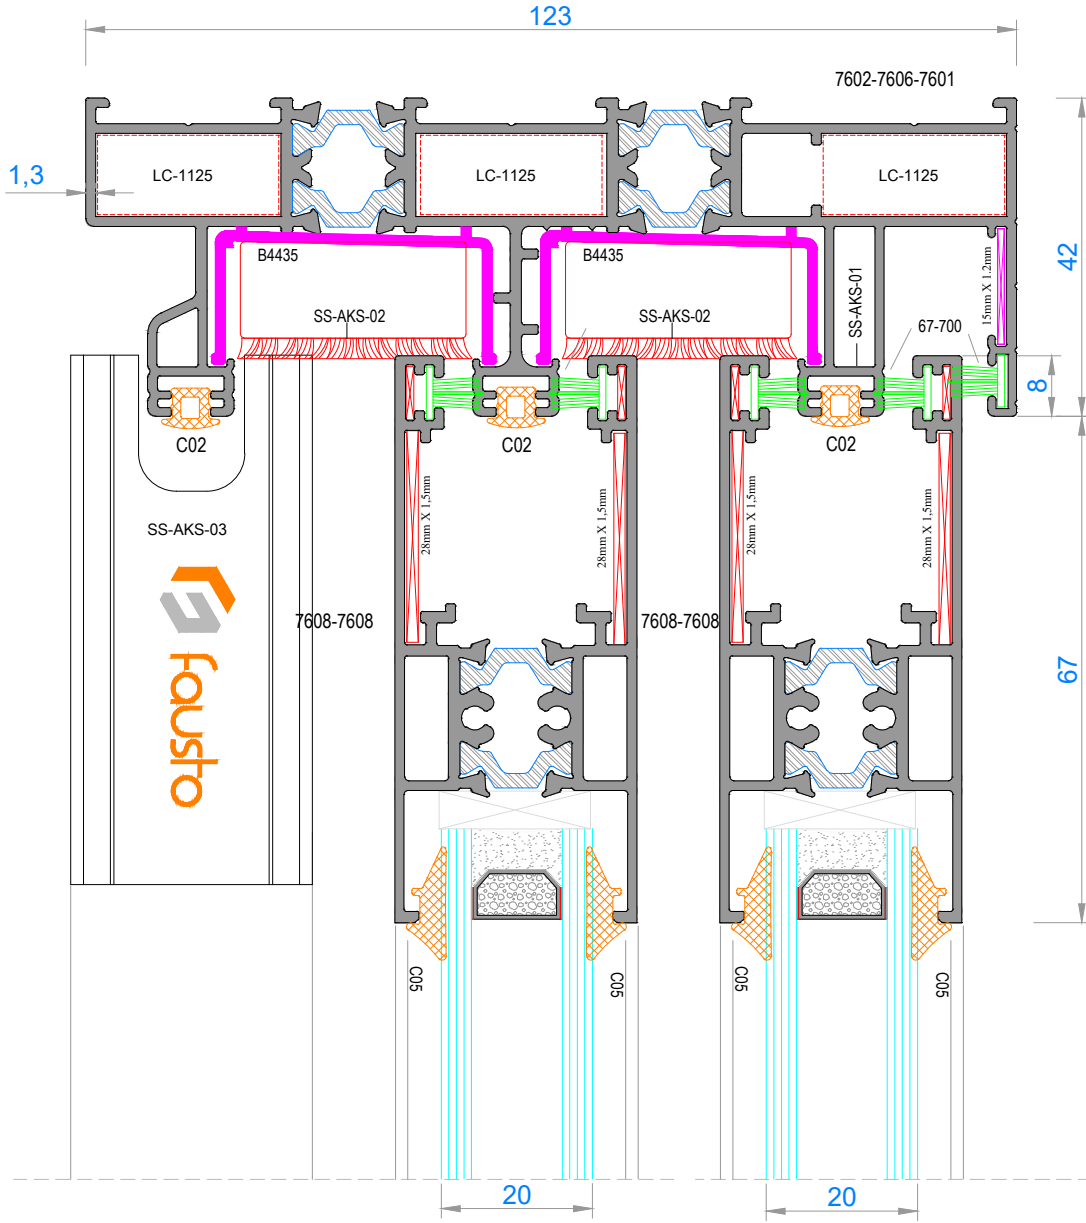 123
7602-7606-7601
1,3
LC-1125
LC-1125
LC-1125
42
B4435
B4435
SS-AKS-02
SS-AKS-02
SS-AKS-01
15mm X 1.2mm
67-700
8
C02
C02
C02
28mm X 1,5mm
28mm X 1,5mm
28mm X 1,5mm
28mm X 1,5mm
SS-AKS-03
fausto
7608-7608
7608-7608
67
C05
C05
C05
C05
20
20